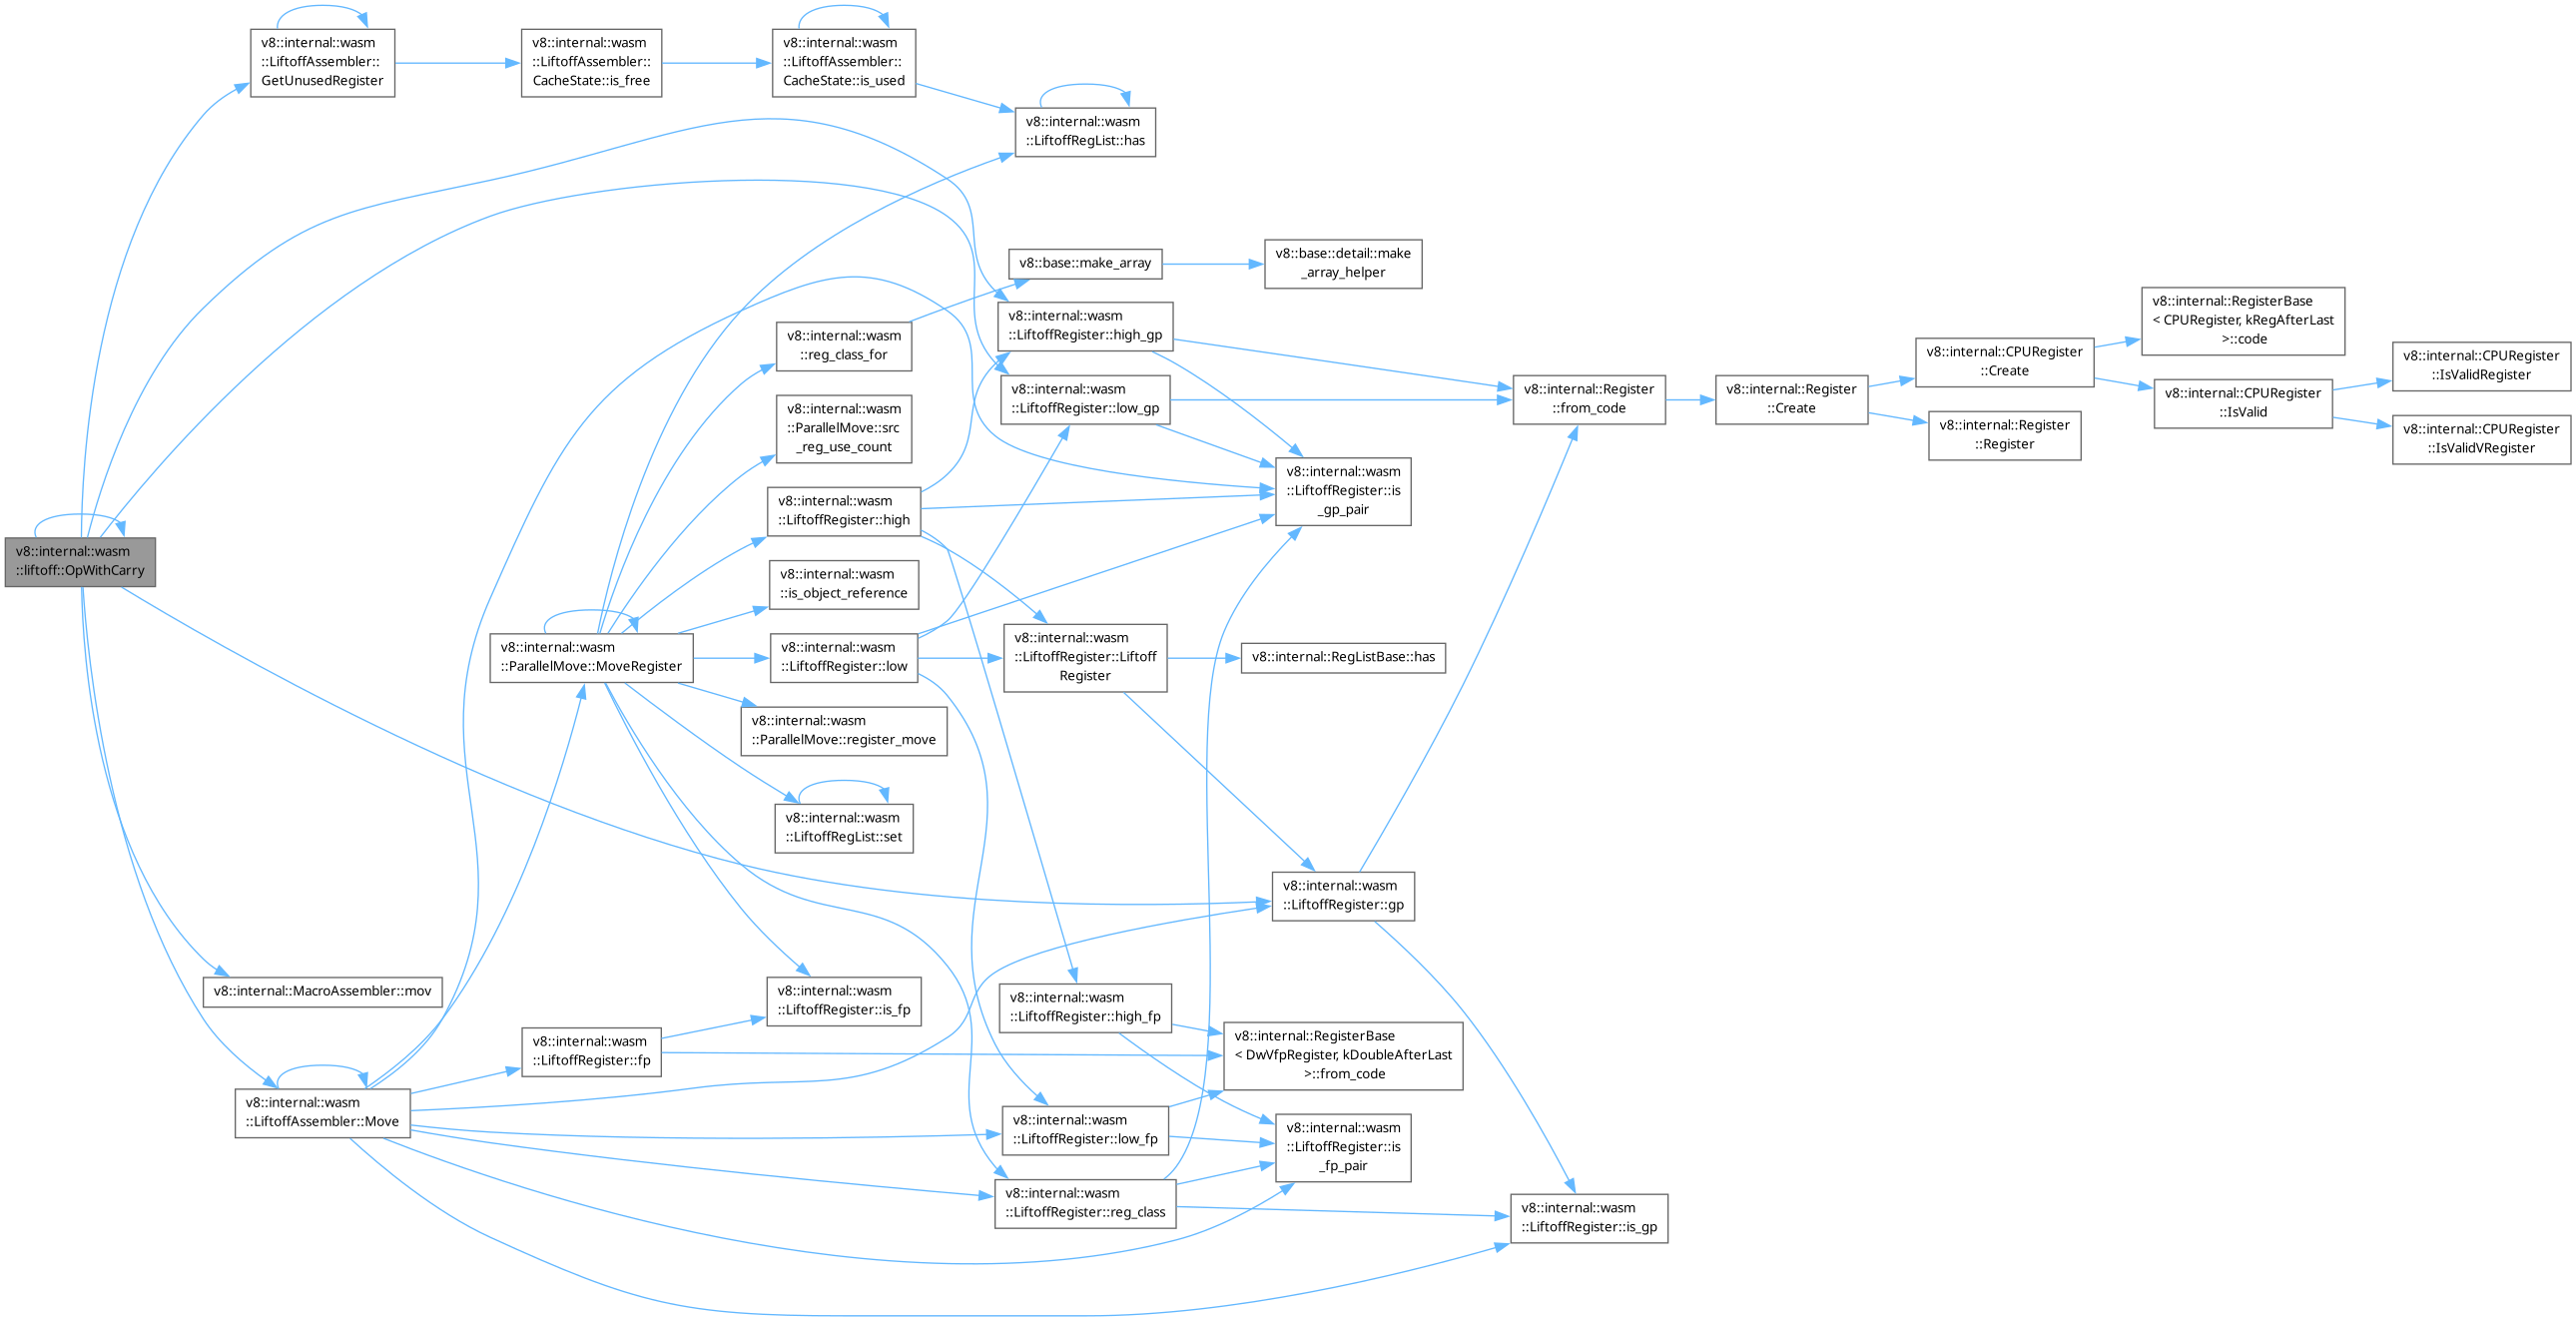 v8::internal::wasm
::liftoff::OpWithCarry
v8::internal::wasm
::LiftoffAssembler::
GetUnusedRegister
v8::internal::wasm
::LiftoffAssembler::
CacheState::is_free
v8::internal::wasm
::LiftoffAssembler::
CacheState::is_used
v8::internal::wasm
::LiftoffRegList::has
v8::base::make_array
v8::base::detail::make
_array_helper
v8::internal::wasm
::LiftoffRegister::high_gp
v8::internal::wasm
::reg_class_for
v8::internal::wasm
::LiftoffRegister::low_gp
v8::internal::Register
::from_code
v8::internal::Register
::Create
v8::internal::CPURegister
::Create
v8::internal::RegisterBase
< CPURegister, kRegAfterLast
>::code
v8::internal::CPURegister
::IsValid
v8::internal::CPURegister
::IsValidRegister
v8::internal::CPURegister
::IsValidVRegister
v8::internal::Register
::Register
v8::internal::wasm
::ParallelMove::src
_reg_use_count
v8::internal::wasm
::LiftoffRegister::high
v8::internal::wasm
::LiftoffRegister::is
_gp_pair
v8::internal::wasm
::is_object_reference
v8::internal::wasm
::ParallelMove::MoveRegister
v8::internal::wasm
::LiftoffRegister::low
v8::internal::wasm
::LiftoffRegister::Liftoff
Register
v8::internal::RegListBase::has
v8::internal::wasm
::ParallelMove::register_move
v8::internal::wasm
::LiftoffRegList::set
v8::internal::wasm
::LiftoffRegister::gp
v8::internal::MacroAssembler::mov
v8::internal::wasm
::LiftoffRegister::is_fp
v8::internal::wasm
::LiftoffRegister::high_fp
v8::internal::wasm
::LiftoffRegister::fp
v8::internal::RegisterBase
< DwVfpRegister, kDoubleAfterLast
>::from_code
v8::internal::wasm
::LiftoffAssembler::Move
v8::internal::wasm
::LiftoffRegister::low_fp
v8::internal::wasm
::LiftoffRegister::is
_fp_pair
v8::internal::wasm
::LiftoffRegister::reg_class
v8::internal::wasm
::LiftoffRegister::is_gp